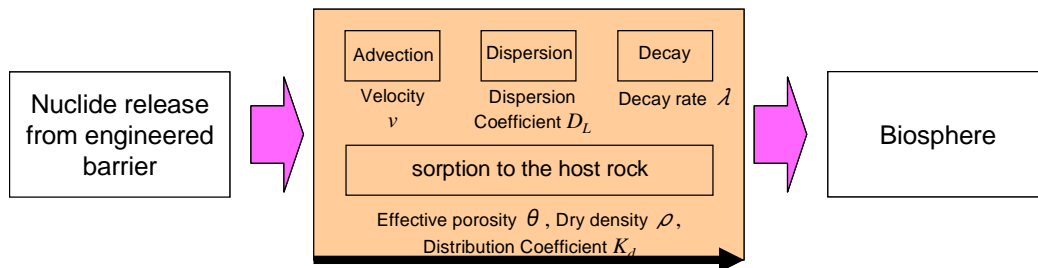 Nuclide release
from engineered
barrier
Advection
Velocity
v
Dispersion
Dispersion
Coefficient D_L
Decay
Decay rate λ
sorption to the host rock
Effective porosity θ , Dry density ρ ,
Distribution Coefficient K_d
Biosphere